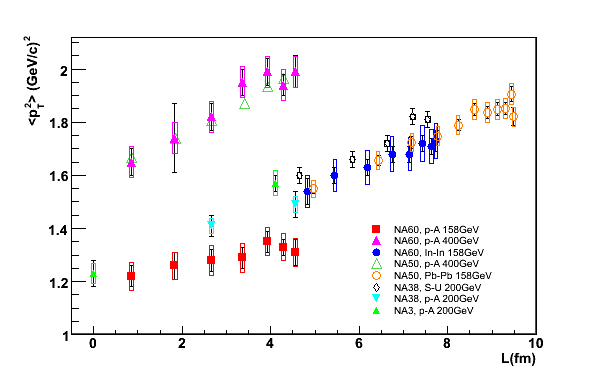 <p²T> (GeV/c)²
2
1.8
1.6
1.4
1.2
1
NA60, p-A 158GeV
NA60, p-A 400GeV
NA60, In-In 158GeV
NA50, p-A 400GeV
NA50, Pb-Pb 158GeV
NA38, S-U 200GeV
NA38, p-A 200GeV
NA3, p-A 200GeV
0 2 4 6 8 10
L(fm)